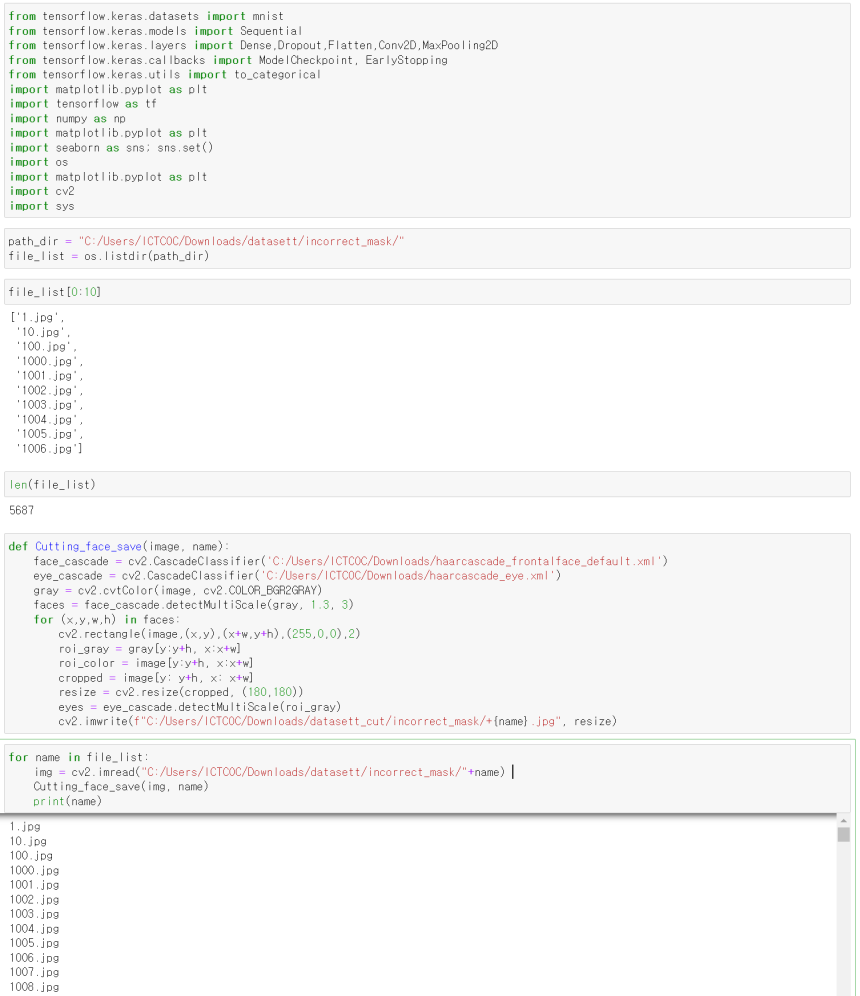 from tensorflow.keras.datasets import mnist
from tensorflow.keras.models import Sequential
from tensorflow.keras.layers import Dense,Dropout,Flatten,Conv2D,MaxPooling2D
from tensorflow.keras.callbacks import ModelCheckpoint, EarlyStopping
from tensorflow.keras.utils import to_categorical
import matplotlib.pyplot as plt
import tensorflow as tf
import numpy as np
import matplotlib.pyplot as plt
import seaborn as sns; sns.set()
import os
import matplotlib.pyplot as plt
import cv2
import sys
path_dir = "C:/Users/ICTCOC/Downloads/datasett/incorrect_mask/"
file_list = os.listdir(path_dir)
file_list[0:10]
['1.jpg',
 '10.jpg',
 '100.jpg',
 '1000.jpg',
 '1001.jpg',
 '1002.jpg',
 '1003.jpg',
 '1004.jpg',
 '1005.jpg',
 '1006.jpg']
len(file_list)
5687
def Cutting_face_save(image, name):
    face_cascade = cv2.CascadeClassifier('C:/Users/ICTCOC/Downloads/haarcascade_frontalface_default.xml')
    eye_cascade = cv2.CascadeClassifier('C:/Users/ICTCOC/Downloads/haarcascade_eye.xml')
    gray = cv2.cvtColor(image, cv2.COLOR_BGR2GRAY)
    faces = face_cascade.detectMultiScale(gray, 1.3, 3)
    for (x,y,w,h) in faces:
        cv2.rectangle(image,(x,y),(x+w,y+h),(255,0,0),2)
        roi_gray = gray[y:y+h, x:x+w]
        roi_color = image[y:y+h, x:x+w]
        cropped = image[y: y+h, x: x+w]
        resize = cv2.resize(cropped, (180,180))
        eyes = eye_cascade.detectMultiScale(roi_gray)
        cv2.imwrite(f"C:/Users/ICTCOC/Downloads/datasett_cut/incorrect_mask/+{name}.jpg", resize)
for name in file_list:
    img = cv2.imread("C:/Users/ICTCOC/Downloads/datasett/incorrect_mask/"+name)
    Cutting_face_save(img, name)
    print(name)
1.jpg
10.jpg
100.jpg
1000.jpg
1001.jpg
1002.jpg
1003.jpg
1004.jpg
1005.jpg
1006.jpg
1007.jpg
1008.jpg